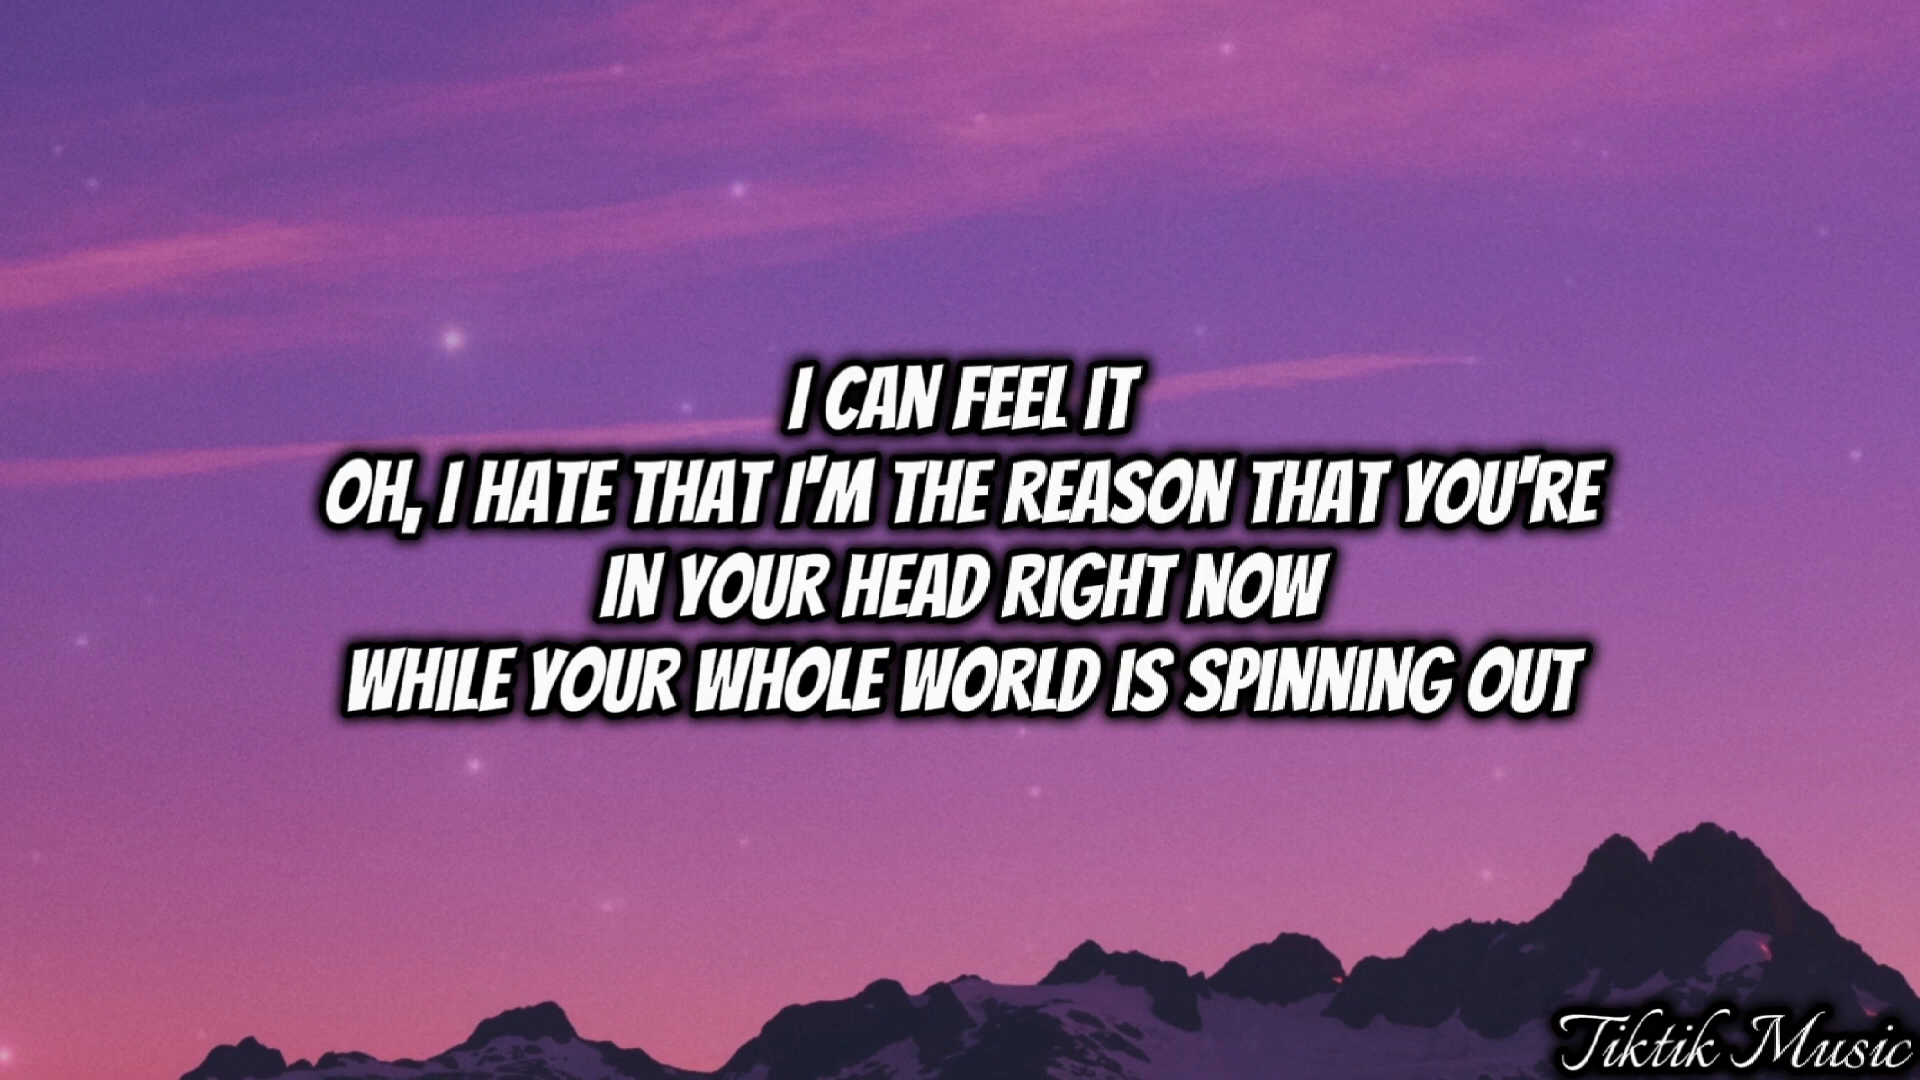 I CAN FEEL IT
OH, I HATE THAT I'M THE REASON THAT YOU'RE
IN YOUR HEAD RIGHT NOW
WHILE YOUR WHOLE WORLD IS SPINNING OUT
Tiktik Music